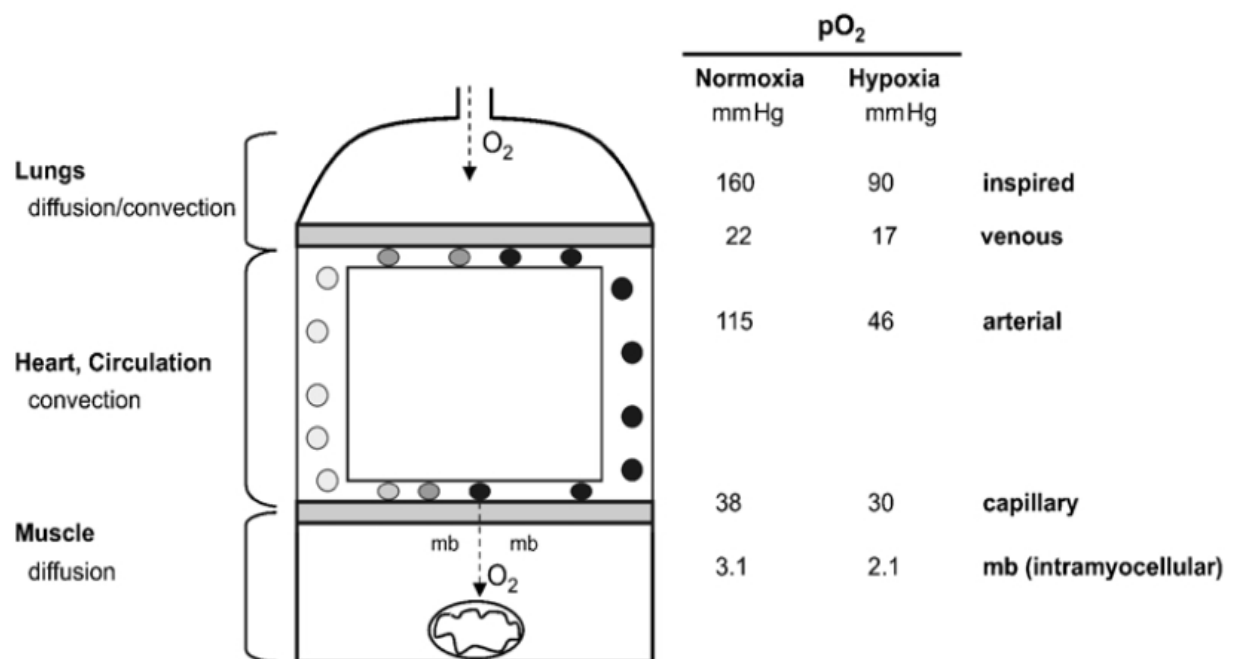 pO₂
Normoxia Hypoxia
mmHg mmHg
O₂
Lungs
diffusion/convection
160 90 inspired
22 17 venous
115 46 arterial
Heart, Circulation
convection
38 30 capillary
Muscle
diffusion
mb mb
3.1 2.1 mb (intramyocellular)
O₂